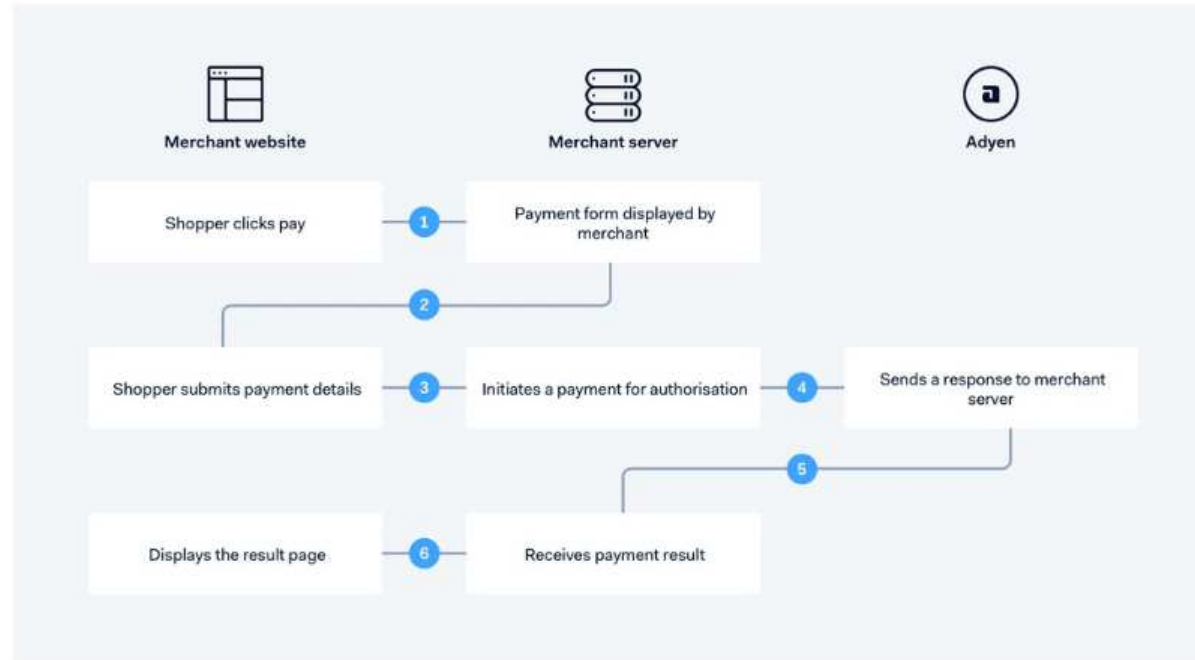 Merchant website
Merchant server
Adyen
Shopper clicks pay
1
Payment form displayed by
merchant
2
Shopper submits payment details
3
Initiates a payment for authorisation
4
Sends a response to merchant
server
5
Displays the result page
6
Receives payment result